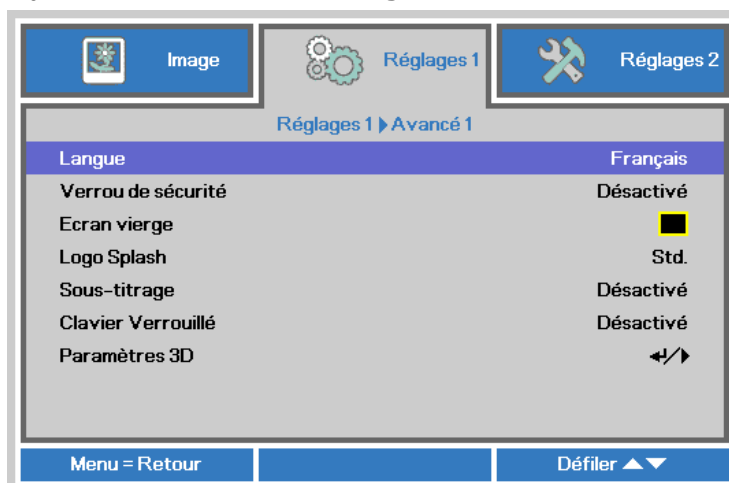 Image
Réglages 1
Réglages 2
Réglages 1 Avancé 1
Langue Français
Verrou de sécurité Désactivé
Ecran vierge
Logo Splash Std.
Sous-titrage Désactivé
Clavier Verrouillé Désactivé
Paramètres 3D
Menu = Retour
Défiler